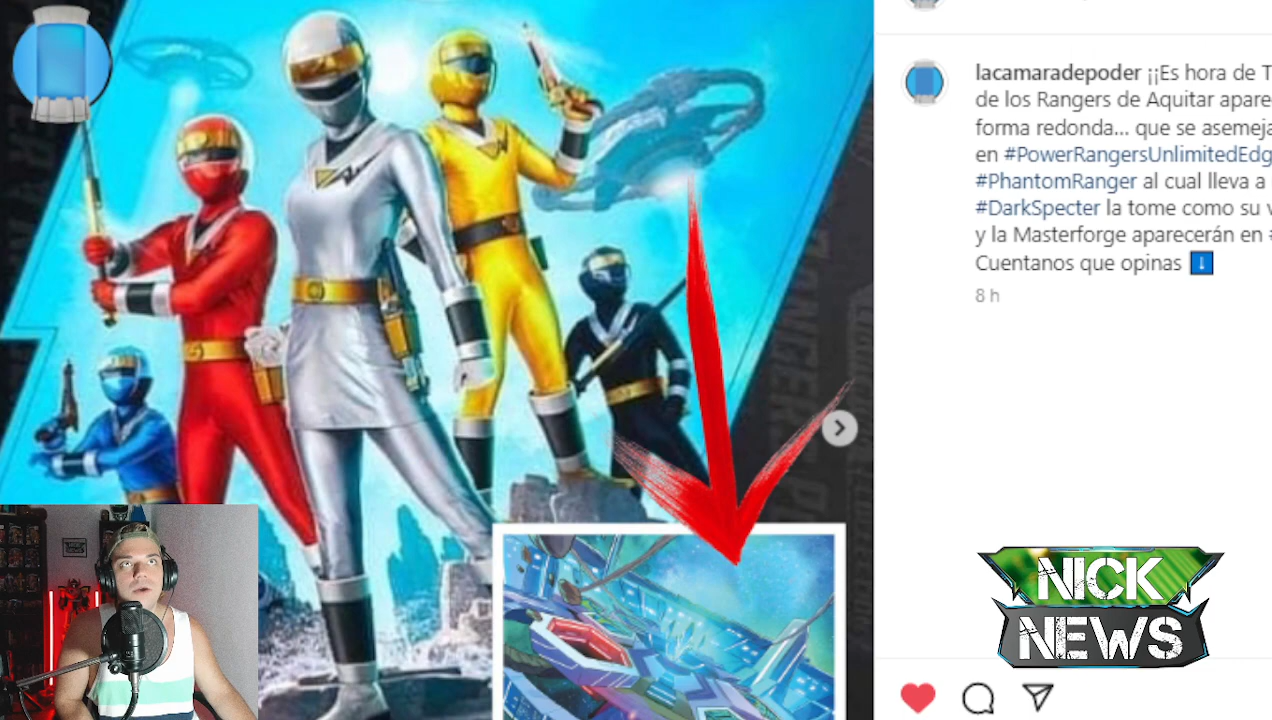 lacamaradepoder ¡¡Es hora de T
de los Rangers de Aquitar apare
forma redonda... que se asemeja
en #PowerRangersUnlimitedEdg
#PhantomRanger al cual lleva a
#DarkSpecter la tome como su v
y la Masterforge aparecerán en #
Cuentanos que opinas
8 h
NICK
NEWS